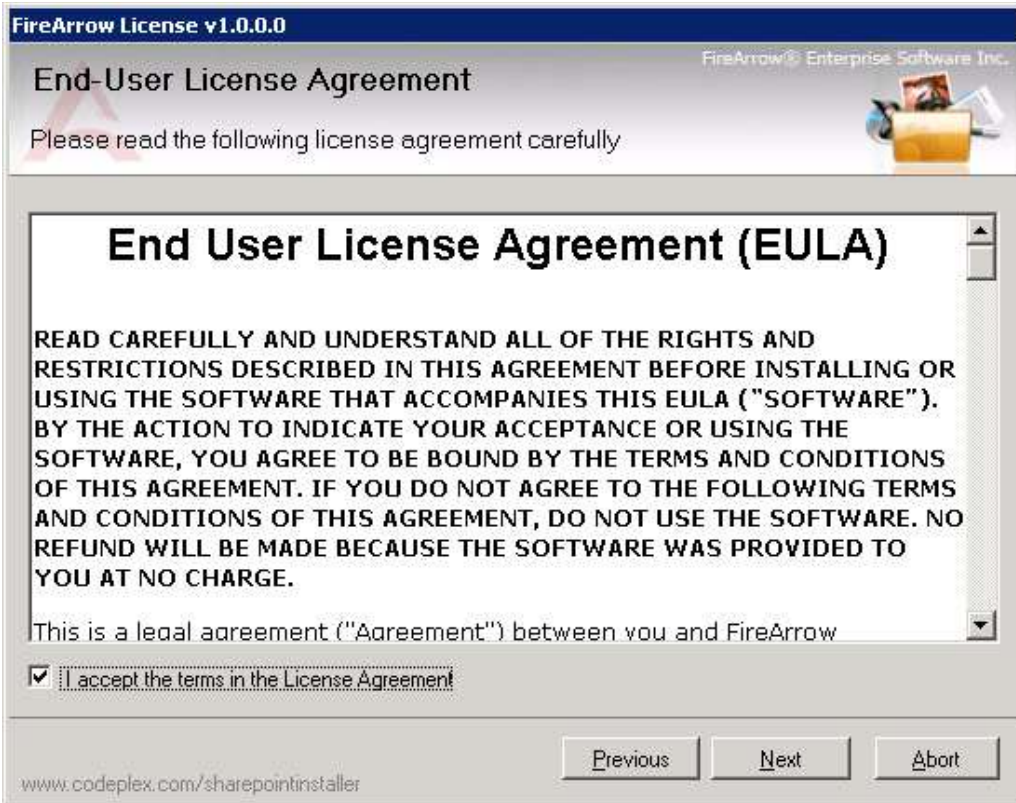 FireArrow License v1.0.0.0
FireArrow® Enterprise Software Inc.
End-User License Agreement
Please read the following license agreement carefully
End User License Agreement (EULA)
READ CAREFULLY AND UNDERSTAND ALL OF THE RIGHTS AND
RESTRICTIONS DESCRIBED IN THIS AGREEMENT BEFORE INSTALLING OR
USING THE SOFTWARE THAT ACCOMPANIES THIS EULA ("SOFTWARE").
BY THE ACTION TO INDICATE YOUR ACCEPTANCE OR USING THE
SOFTWARE, YOU AGREE TO BE BOUND BY THE TERMS AND CONDITIONS
OF THIS AGREEMENT. IF YOU DO NOT AGREE TO THE FOLLOWING TERMS
AND CONDITIONS OF THIS AGREEMENT, DO NOT USE THE SOFTWARE. NO
REFUND WILL BE MADE BECAUSE THE SOFTWARE WAS PROVIDED TO
YOU AT NO CHARGE.
This is a legal agreement ("Agreement") between you and FireArrow
I accept the terms in the License Agreement
Previous Next Abort
www.codeplex.com/sharepointinstaller